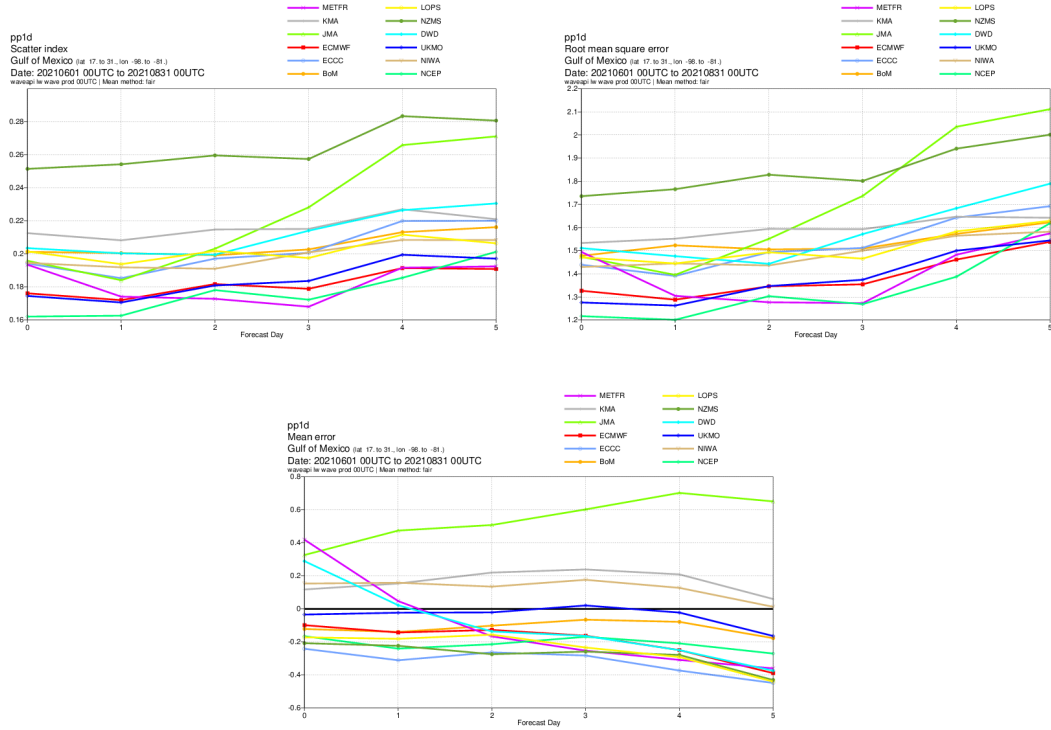 METFR LOPS
KMA NZMS
JMA DWD
ECMWF UKMO
ECCC NIWA
BoM NCEP
pp1d
Scatter index
Gulf of Mexico (lat 17. to 31., lon -98. to -81.)
Date: 20210601 00UTC to 20210831 00UTC
waveapi lw wave prod 00UTC | Mean method: fair
0.28
0.26
0.24
0.22
0.2
0.18
0.16
0 1 2 3 4 5
Forecast Day
METFR LOPS
KMA NZMS
JMA DWD
ECMWF UKMO
ECCC NIWA
BoM NCEP
pp1d
Root mean square error
Gulf of Mexico (lat 17. to 31., lon -98. to -81.)
Date: 20210601 00UTC to 20210831 00UTC
waveapi lw wave prod 00UTC | Mean method: fair
2.2
2.1
2
1.9
1.8
1.7
1.6
1.5
1.4
1.3
1.2
0 1 2 3 4 5
Forecast Day
METFR LOPS
KMA NZMS
JMA DWD
ECMWF UKMO
ECCC NIWA
BoM NCEP
pp1d
Mean error
Gulf of Mexico (lat 17. to 31., lon -98. to -81.)
Date: 20210601 00UTC to 20210831 00UTC
waveapi lw wave prod 00UTC | Mean method: fair
0.8
0.6
0.4
0.2
0
-0.2
-0.4
-0.6
0 1 2 3 4 5
Forecast Day